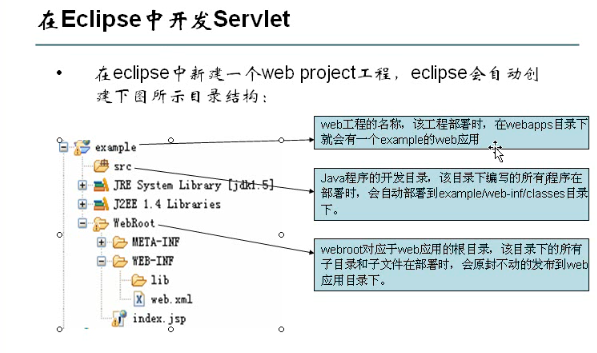 在Eclipse中开发Servlet
• 在eclipse中新建一个web project工程，eclipse会自动创
建下图所示目录结构：
example
src
JRE System Library [jdk1.5]
J2EE 1.4 Libraries
WebRoot
META-INF
WEB-INF
lib
web.xml
index.jsp
web工程的名称，该工程部署时，在webapps目录下
就会有一个example的web应用
Java程序的开发目录，该目录下编写的所有j程序在
部署时，会自动部署到example/web-inf/classes目录
下。
webroot对应于web应用的根目录，该目录下的所有
子目录和子文件在部署时，会原封不动的发布到web
应用目录下。